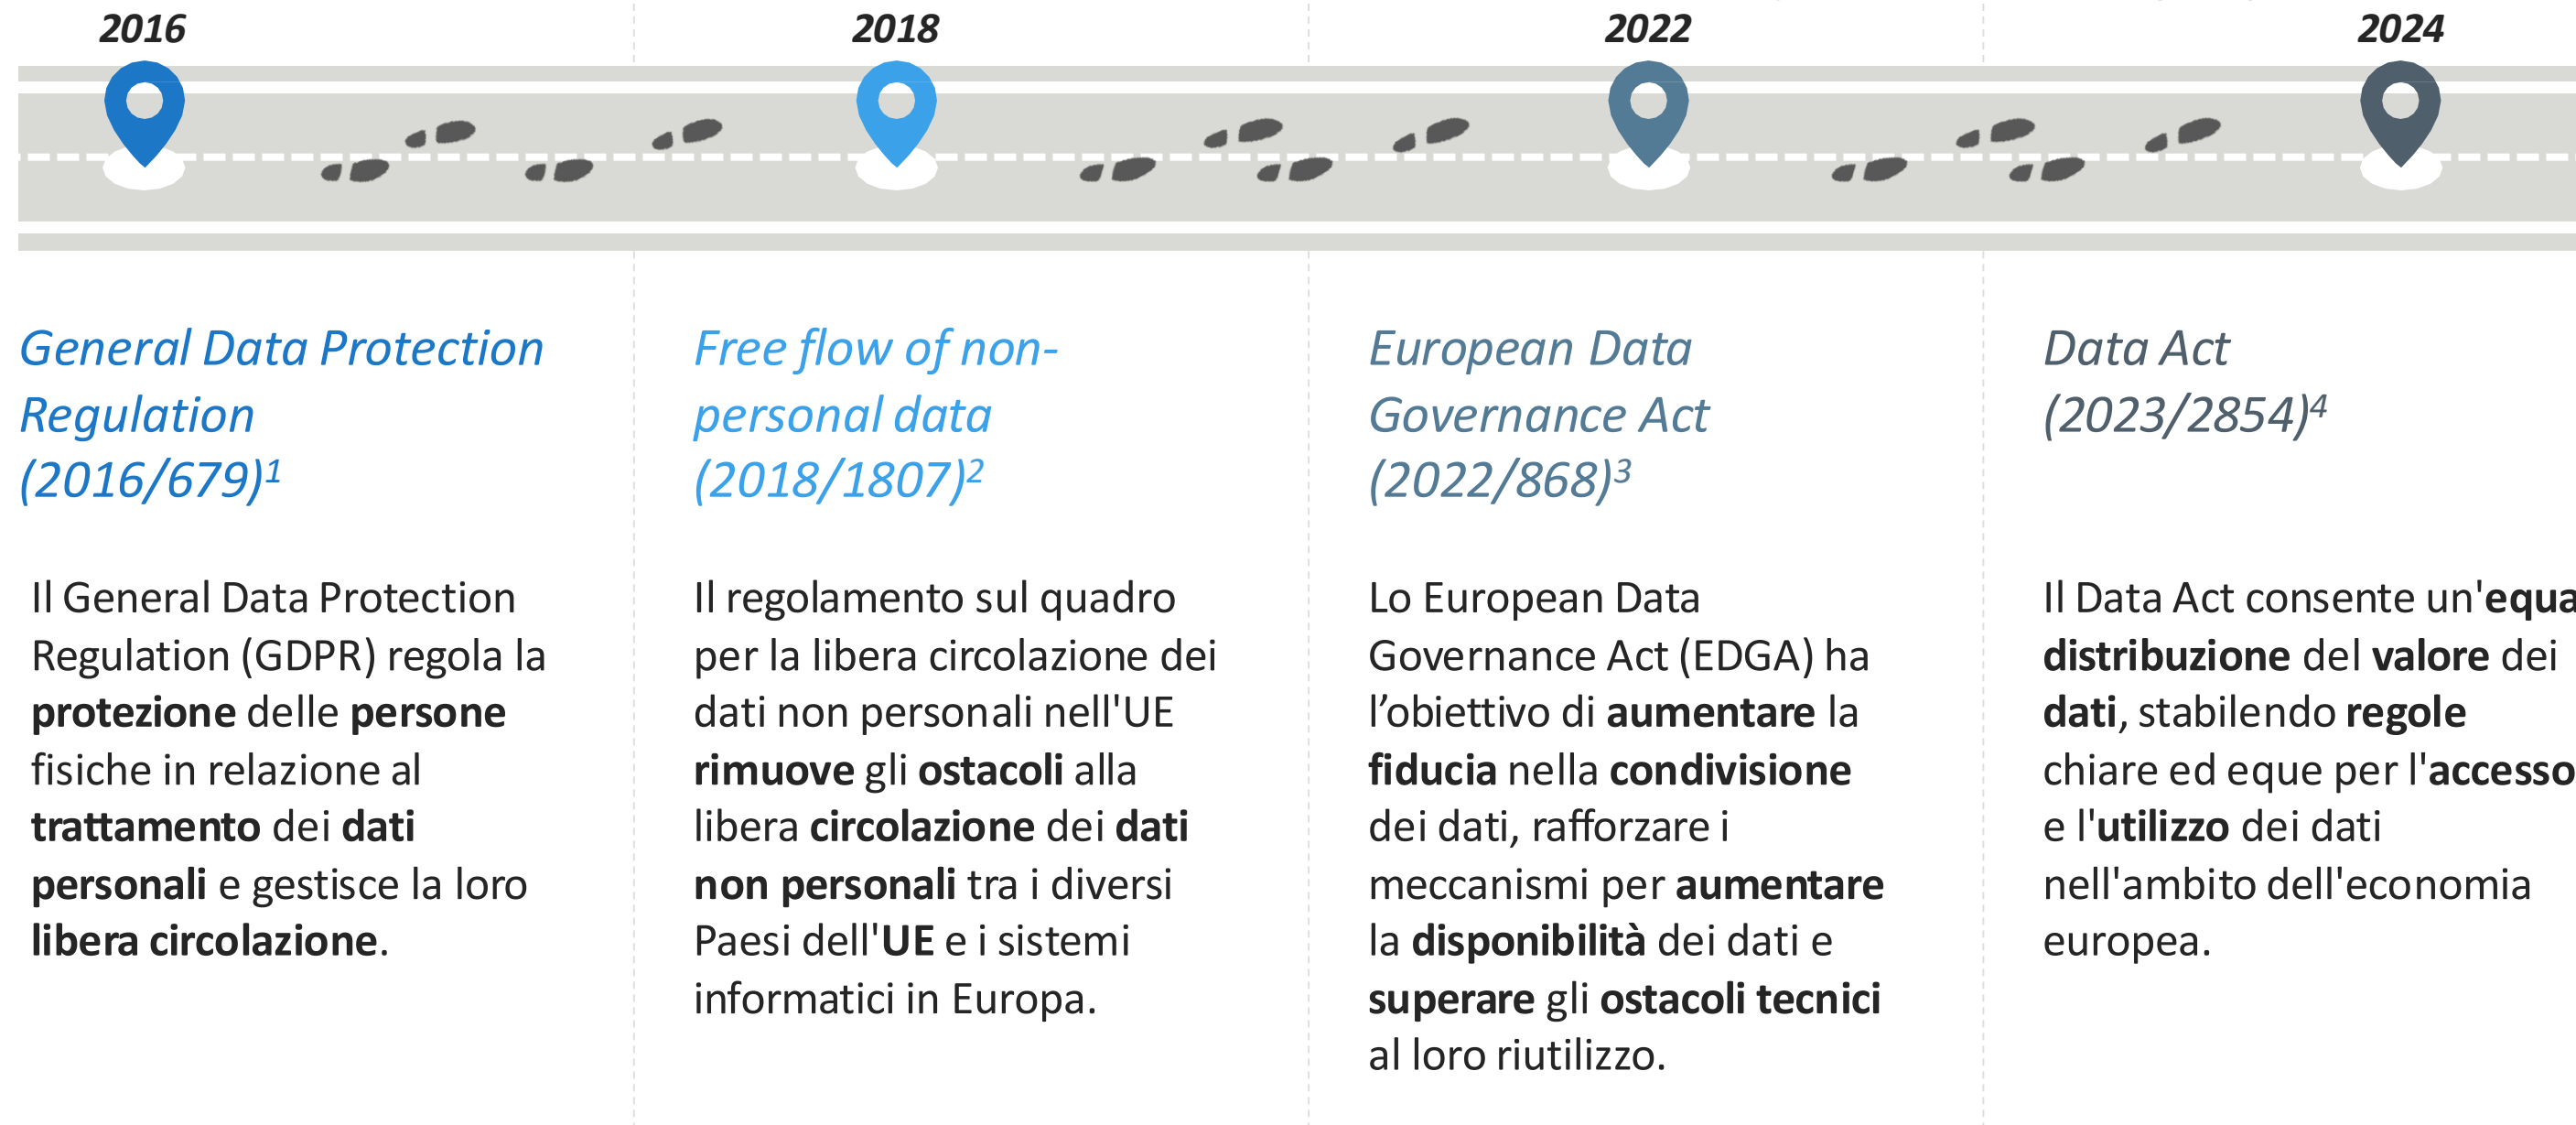 2016
2018
2022
2024
General Data Protection
Regulation
(2016/679)¹
Il General Data Protection
Regulation (GDPR) regola la
protezione delle persone
fisiche in relazione al
trattamento dei dati
personali e gestisce la loro
libera circolazione.
Free flow of non-
personal data
(2018/1807)²
Il regolamento sul quadro
per la libera circolazione dei
dati non personali nell'UE
rimuove gli ostacoli alla
libera circolazione dei dati
non personali tra i diversi
Paesi dell'UE e i sistemi
informatici in Europa.
European Data
Governance Act
(2022/868)³
Lo European Data
Governance Act (EDGA) ha
l’obiettivo di aumentare la
fiducia nella condivisione
dei dati, rafforzare i
meccanismi per aumentare
la disponibilità dei dati e
superare gli ostacoli tecnici
al loro riutilizzo.
Data Act
(2023/2854)⁴
Il Data Act consente un'equa
distribuzione del valore dei
dati, stabilendo regole
chiare ed eque per l'accesso
e l'utilizzo dei dati
nell'ambito dell'economia
europea.